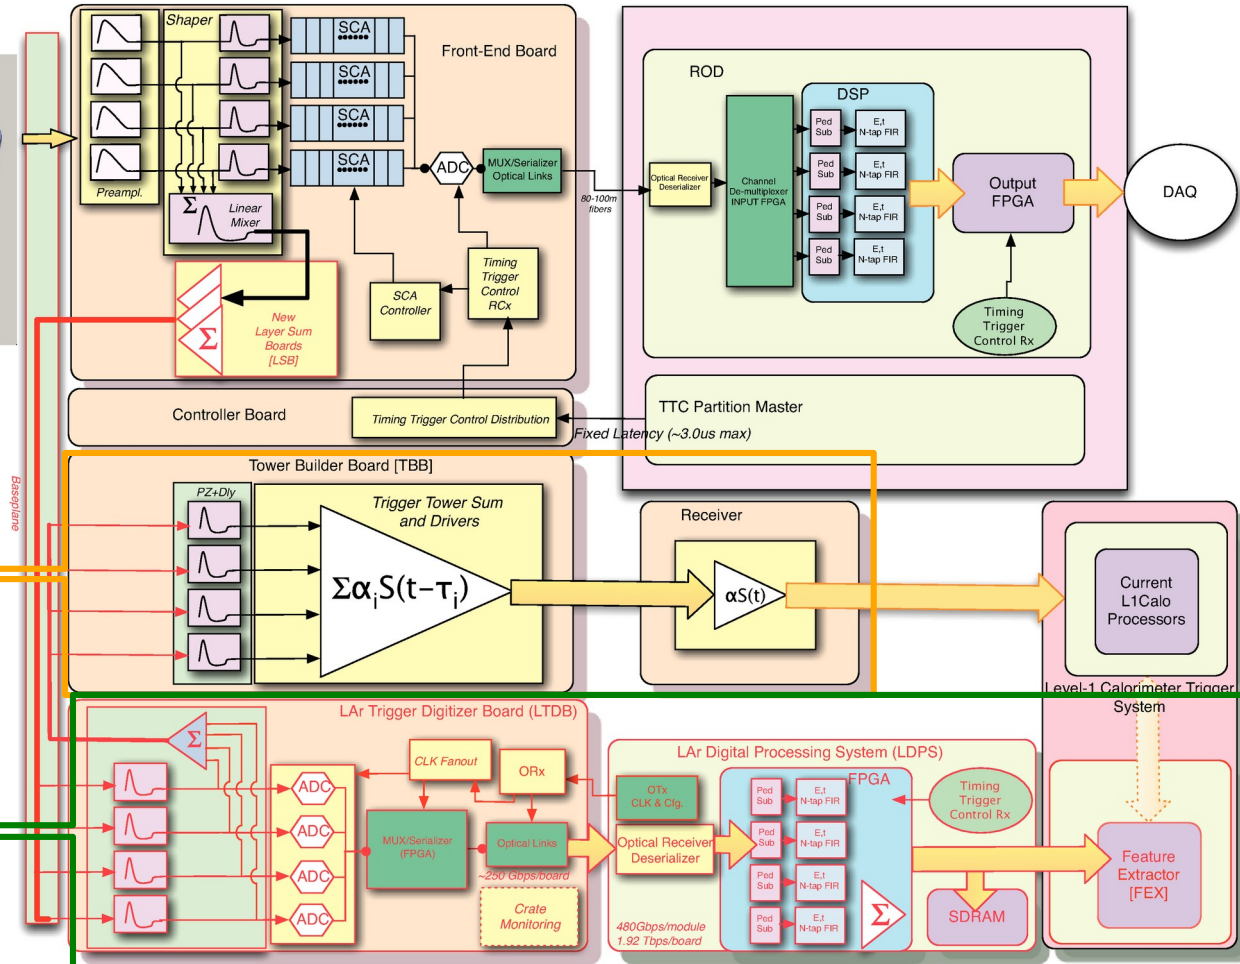 Shaper
SCA
SCA
SCA
SCA
Front-End Board
Preampl.
Σ
Linear
Mixer
ADC
MUX/Serializer
Optical Links
80-100m
fibers
New
Layer Sum
Boards
[LSB]
Σ
SCA
Controller
Timing
Trigger
Control
RCx
ROD
DSP
Optical Receiver
Deserializer
Channel
De-multiplexer
INPUT FPGA
Ped
Sub
E,t
N-tap FIR
Ped
Sub
E,t
N-tap FIR
Ped
Sub
E,t
N-tap FIR
Ped
Sub
E,t
N-tap FIR
Output
FPGA
DAQ
Timing
Trigger
Control Rx
Controller Board
Timing Trigger Control Distribution
TTC Partition Master
Fixed Latency (~3.0us max)
Baseplane
Tower Builder Board [TBB]
PZ+Dly
Trigger Tower Sum
and Drivers
ΣαᵢS(t-τᵢ)
Receiver
αS(t)
Current
L1Calo
Processors
Level-1 Calorimeter Trigger
System
LAr Trigger Digitizer Board (LTDB)
Σ
ADC
ADC
ADC
ADC
CLK Fanout
ORx
MUX/Serializer
(FPGA)
Optical Links
~250 Gbps/board
Crate
Monitoring
LAr Digital Processing System (LDPS)
OTx
CLK & Cfg.
Optical Receiver
Deserializer
FPGA
Ped
Sub
E,t
N-tap FIR
Ped
Sub
E,t
N-tap FIR
Ped
Sub
E,t
N-tap FIR
Ped
Sub
E,t
N-tap FIR
Σ
480Gbps/module
1.92 Tbps/board
Timing
Trigger
Control Rx
SDRAM
Feature
Extractor
[FEX]